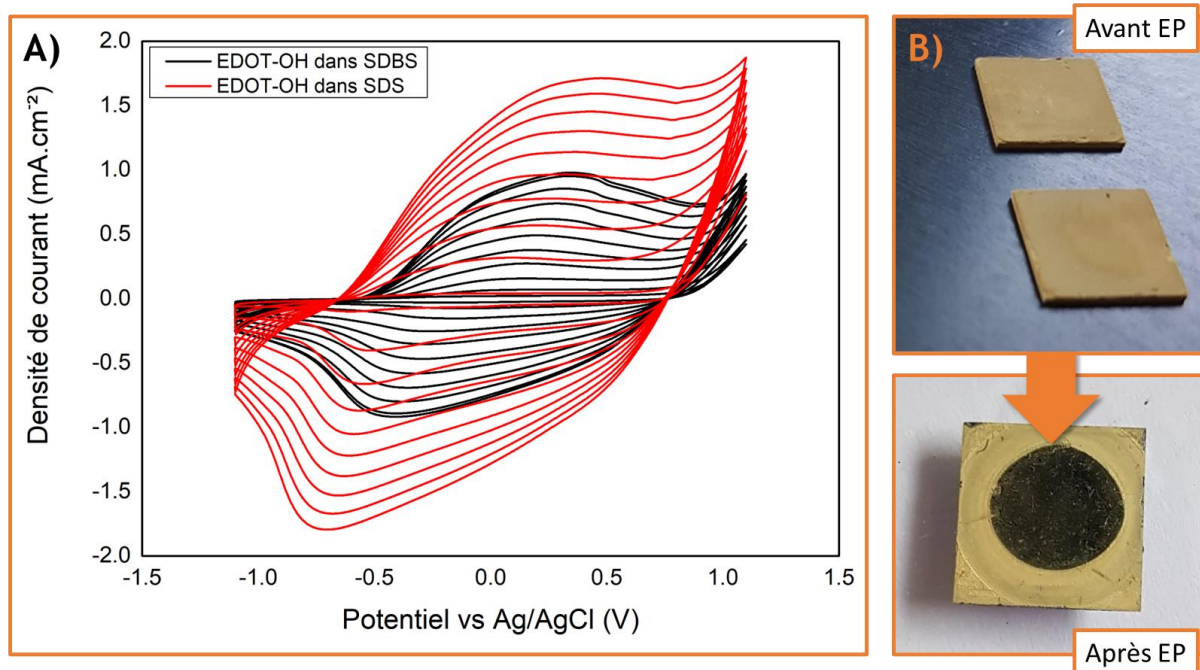 A)
EDOT-OH dans SDBS
EDOT-OH dans SDS
Densité de courant (mA.cm⁻²)
2.0
1.5
1.0
0.5
0.0
-0.5
-1.0
-1.5
-2.0
-1.5 -1.0 -0.5 0.0 0.5 1.0 1.5
Potentiel vs Ag/AgCl (V)
B)
Avant EP
Après EP